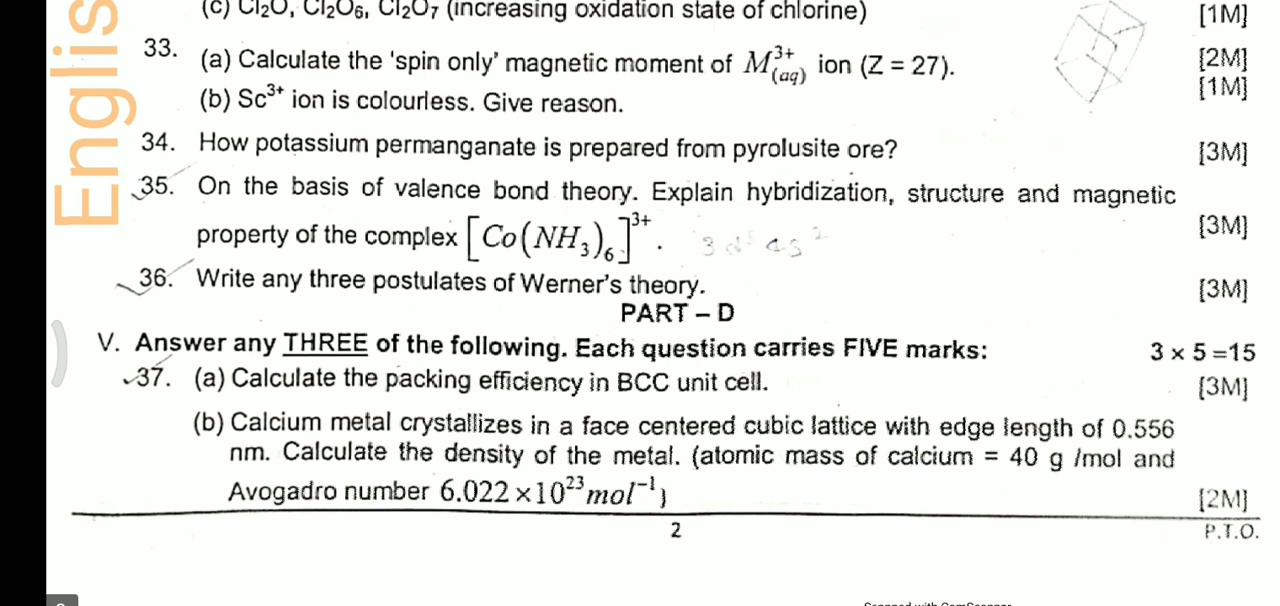 Englis
(c) Cl₂O, Cl₂O₆, Cl₂O₇ (increasing oxidation state of chlorine) [1M]
33. (a) Calculate the 'spin only' magnetic moment of M³⁺(aq) ion (Z = 27). [2M]
(b) Sc³⁺ ion is colourless. Give reason. [1M]
34. How potassium permanganate is prepared from pyrolusite ore? [3M]
35. On the basis of valence bond theory. Explain hybridization, structure and magnetic
property of the complex [Co(NH₃)₆]³⁺. [3M]
36. Write any three postulates of Werner's theory. [3M]
PART – D
V. Answer any THREE of the following. Each question carries FIVE marks: 3 × 5 =15
37. (a) Calculate the packing efficiency in BCC unit cell. [3M]
(b) Calcium metal crystallizes in a face centered cubic lattice with edge length of 0.556
nm. Calculate the density of the metal. (atomic mass of calcium = 40 g /mol and
Avogadro number 6.022×10²³mol⁻¹) [2M]
2
P.T.O.